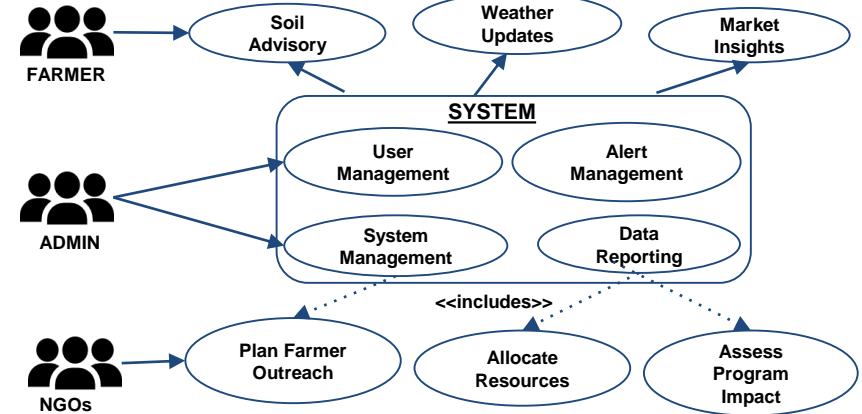 Soil
Advisory
Weather
Updates
Market
Insights
FARMER
SYSTEM
User
Management
Alert
Management
ADMIN
System
Management
Data
Reporting
<<includes>>
Plan Farmer
Outreach
Allocate
Resources
Assess
Program
Impact
NGOs